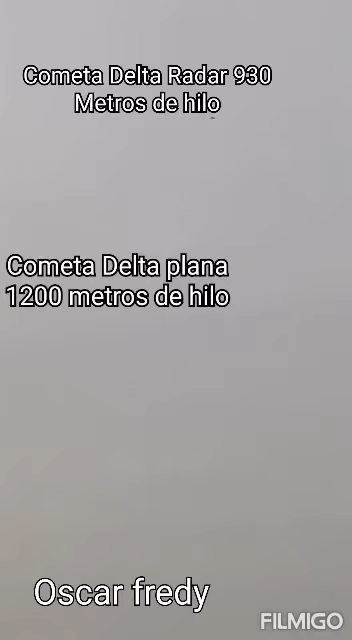 Cometa Delta Radar 930
Metros de hilo
Cometa Delta plana
1200 metros de hilo
Oscar fredy
FILMIGO